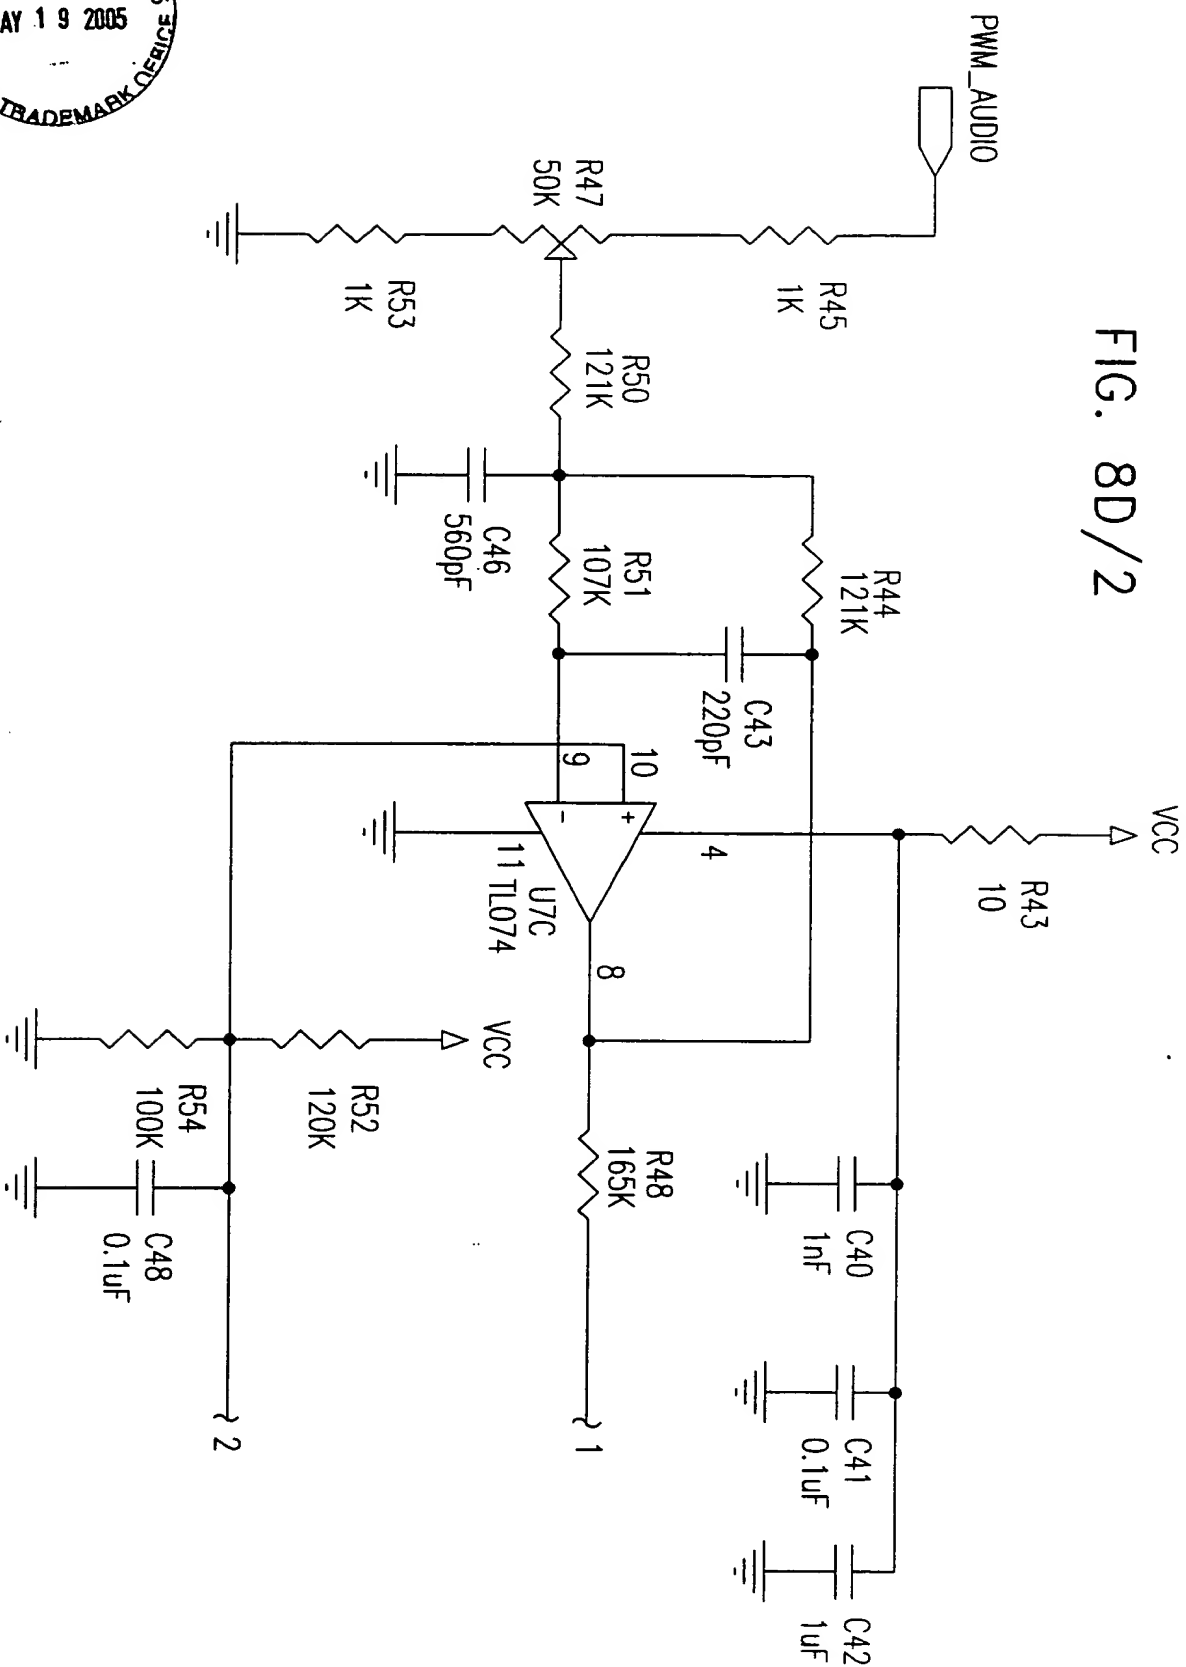 AY 19 2005
TRADEMARK OFFICE
FIG. 8D/2
PWM_AUDIO
R45
1K
R47
50K
R53
1K
R50
121K
C46
560pF
R51
107K
R44
121K
C43
220pF
VCC
R43
10
10
9
+
-
4
11
U7C
TL074
8
VCC
R52
120K
R54
100K
C48
0.1uF
R48
165K
C40
1nF
C41
0.1uF
C42
1uF
1
2